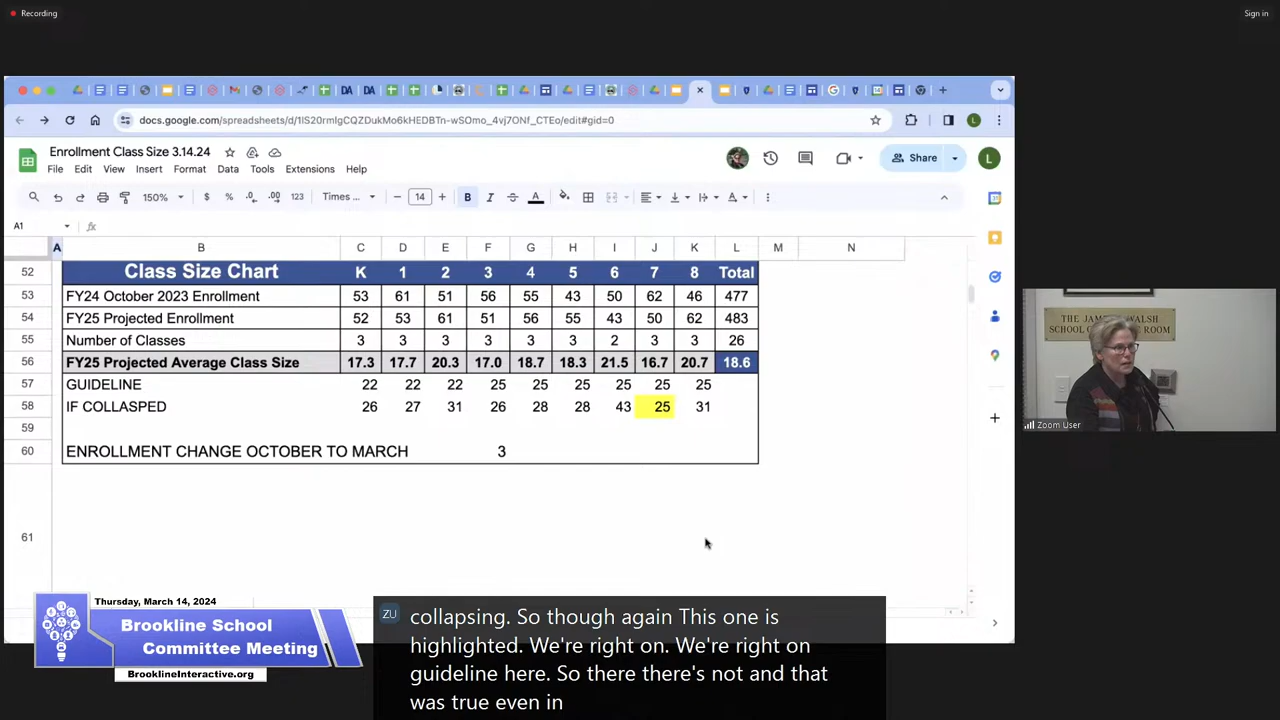 Recording
Sign in
docs.google.com/spreadsheets/d/1lS20rmlgCQZDukMo6kHEDBTn-wSOmo_4vj7ONf_CTEo/edit#gid=0
Enrollment Class Size 3.14.24
File Edit View Insert Format Data Tools Extensions Help
Share
L
150% $ % .0 .00 123 Times ... 14 B I A
A1 fx
A B C D E F G H I J K L M N
52 Class Size Chart K 1 2 3 4 5 6 7 8 Total
53 FY24 October 2023 Enrollment 53 61 51 56 55 43 50 62 46 477
54 FY25 Projected Enrollment 52 53 61 51 56 55 43 50 62 483
55 Number of Classes 3 3 3 3 3 3 2 3 3 26
56 FY25 Projected Average Class Size 17.3 17.7 20.3 17.0 18.7 18.3 21.5 16.7 20.7 18.6
57 GUIDELINE 22 22 22 25 25 25 25 25 25
58 IF COLLASPED 26 27 31 26 28 28 43 25 31
59
60 ENROLLMENT CHANGE OCTOBER TO MARCH 3
61
Zoom User
Thursday, March 14, 2024
Brookline School
Committee Meeting
BrooklineInteractive.org
ZU
collapsing. So though again This one is
highlighted. We're right on. We're right on
guideline here. So there there's not and that
was true even in